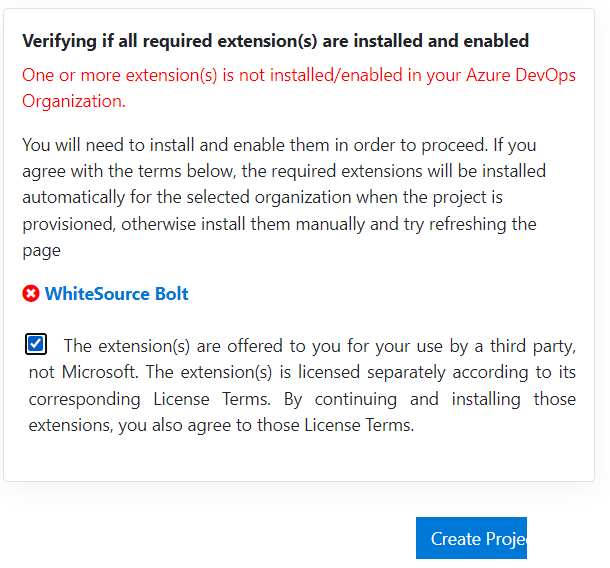 Verifying if all required extension(s) are installed and enabled
One or more extension(s) is not installed/enabled in your Azure DevOps
Organization.
You will need to install and enable them in order to proceed. If you
agree with the terms below, the required extensions will be installed
automatically for the selected organization when the project is
provisioned, otherwise install them manually and try refreshing the
page
WhiteSource Bolt
The extension(s) are offered to you for your use by a third party,
not Microsoft. The extension(s) is licensed separately according to its
corresponding License Terms. By continuing and installing those
extensions, you also agree to those License Terms.
Create Proje